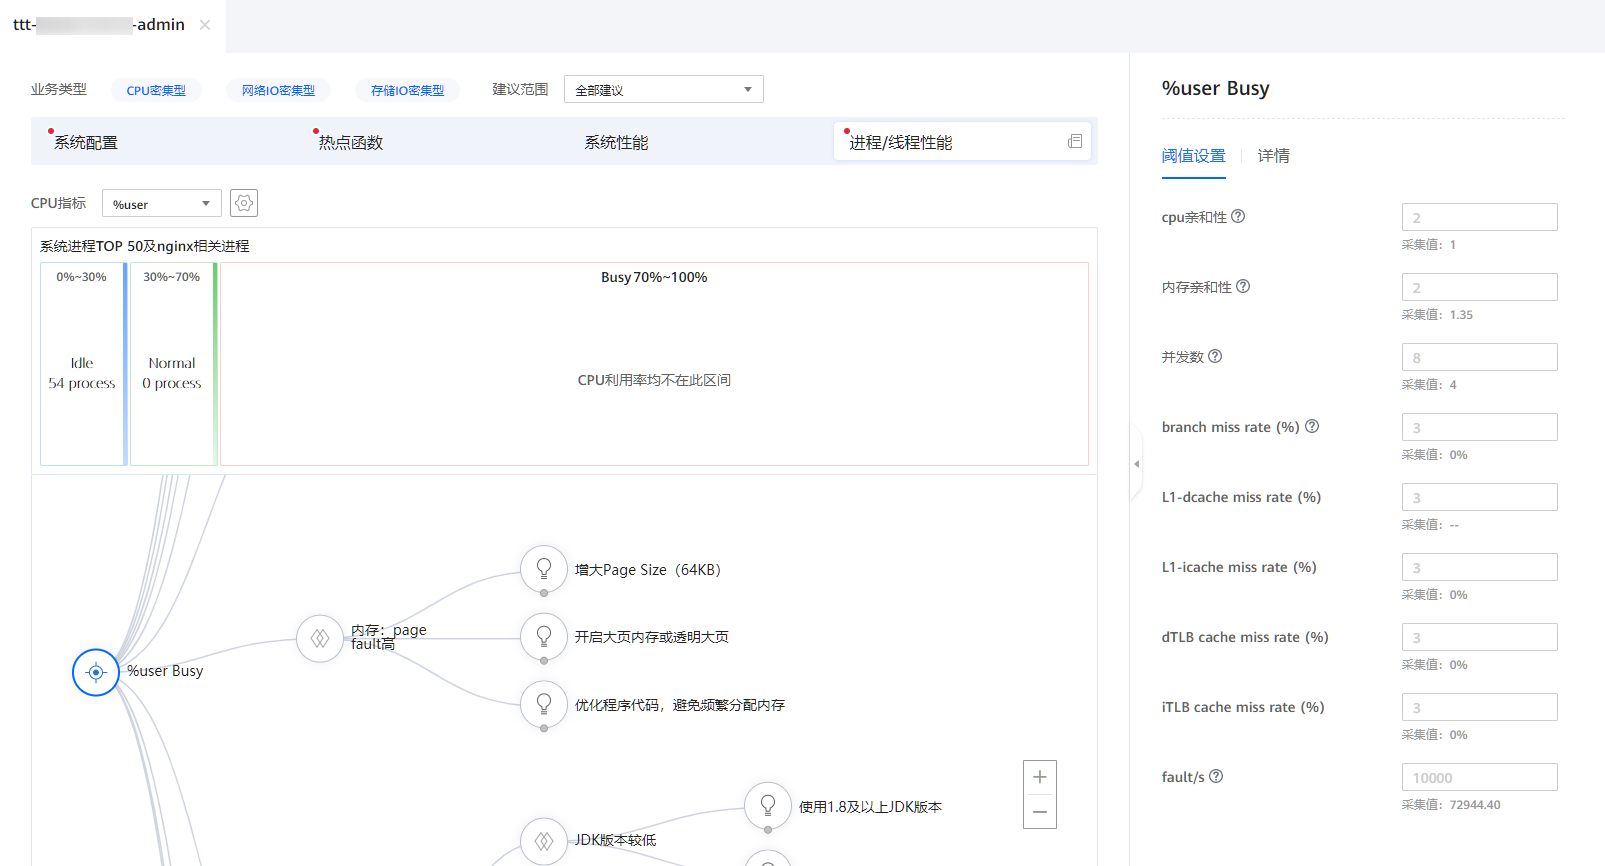 ttt- -admin ×
业务类型 CPU密集型 网络IO密集型 存储IO密集型 建议范围 全部建议
系统配置 热点函数 系统性能 进程/线程性能
CPU指标 %user
系统进程TOP 50及nginx相关进程
0%~30% 30%~70% Busy 70%~100%
Idle
54 process
Normal
0 process
CPU利用率均不在此区间
%user Busy
内存：page
fault高
增大Page Size（64KB）
开启大页内存或透明大页
优化程序代码，避免频繁分配内存
JDK版本较低
使用1.8及以上JDK版本
+
−
%user Busy
阈值设置 详情
cpu亲和性 ? 2
采集值：1
内存亲和性 ? 2
采集值：1.35
并发数 ? 8
采集值：4
branch miss rate (%) ? 3
采集值：0%
L1-dcache miss rate (%) 3
采集值：--
L1-icache miss rate (%) 3
采集值：0%
dTLB cache miss rate (%) 3
采集值：0%
iTLB cache miss rate (%) 3
采集值：0%
fault/s ? 10000
采集值：72944.40